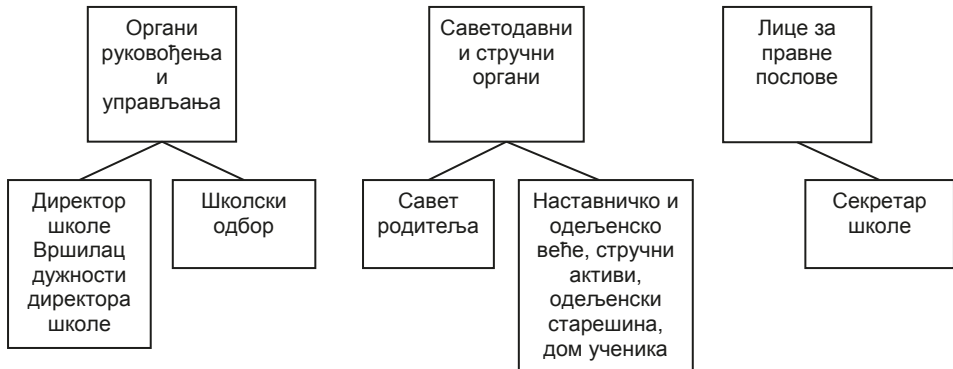 Органи
руковођења
и
управљања
Саветодавни
и стручни
органи
Лице за
правне
послове
Директор
школе
Вршилац
дужности
директора
школе
Школски
одбор
Савет
родитеља
Наставничко и
одељенско
веће, стручни
активи,
одељенски
старешина,
дом ученика
Секретар
школе